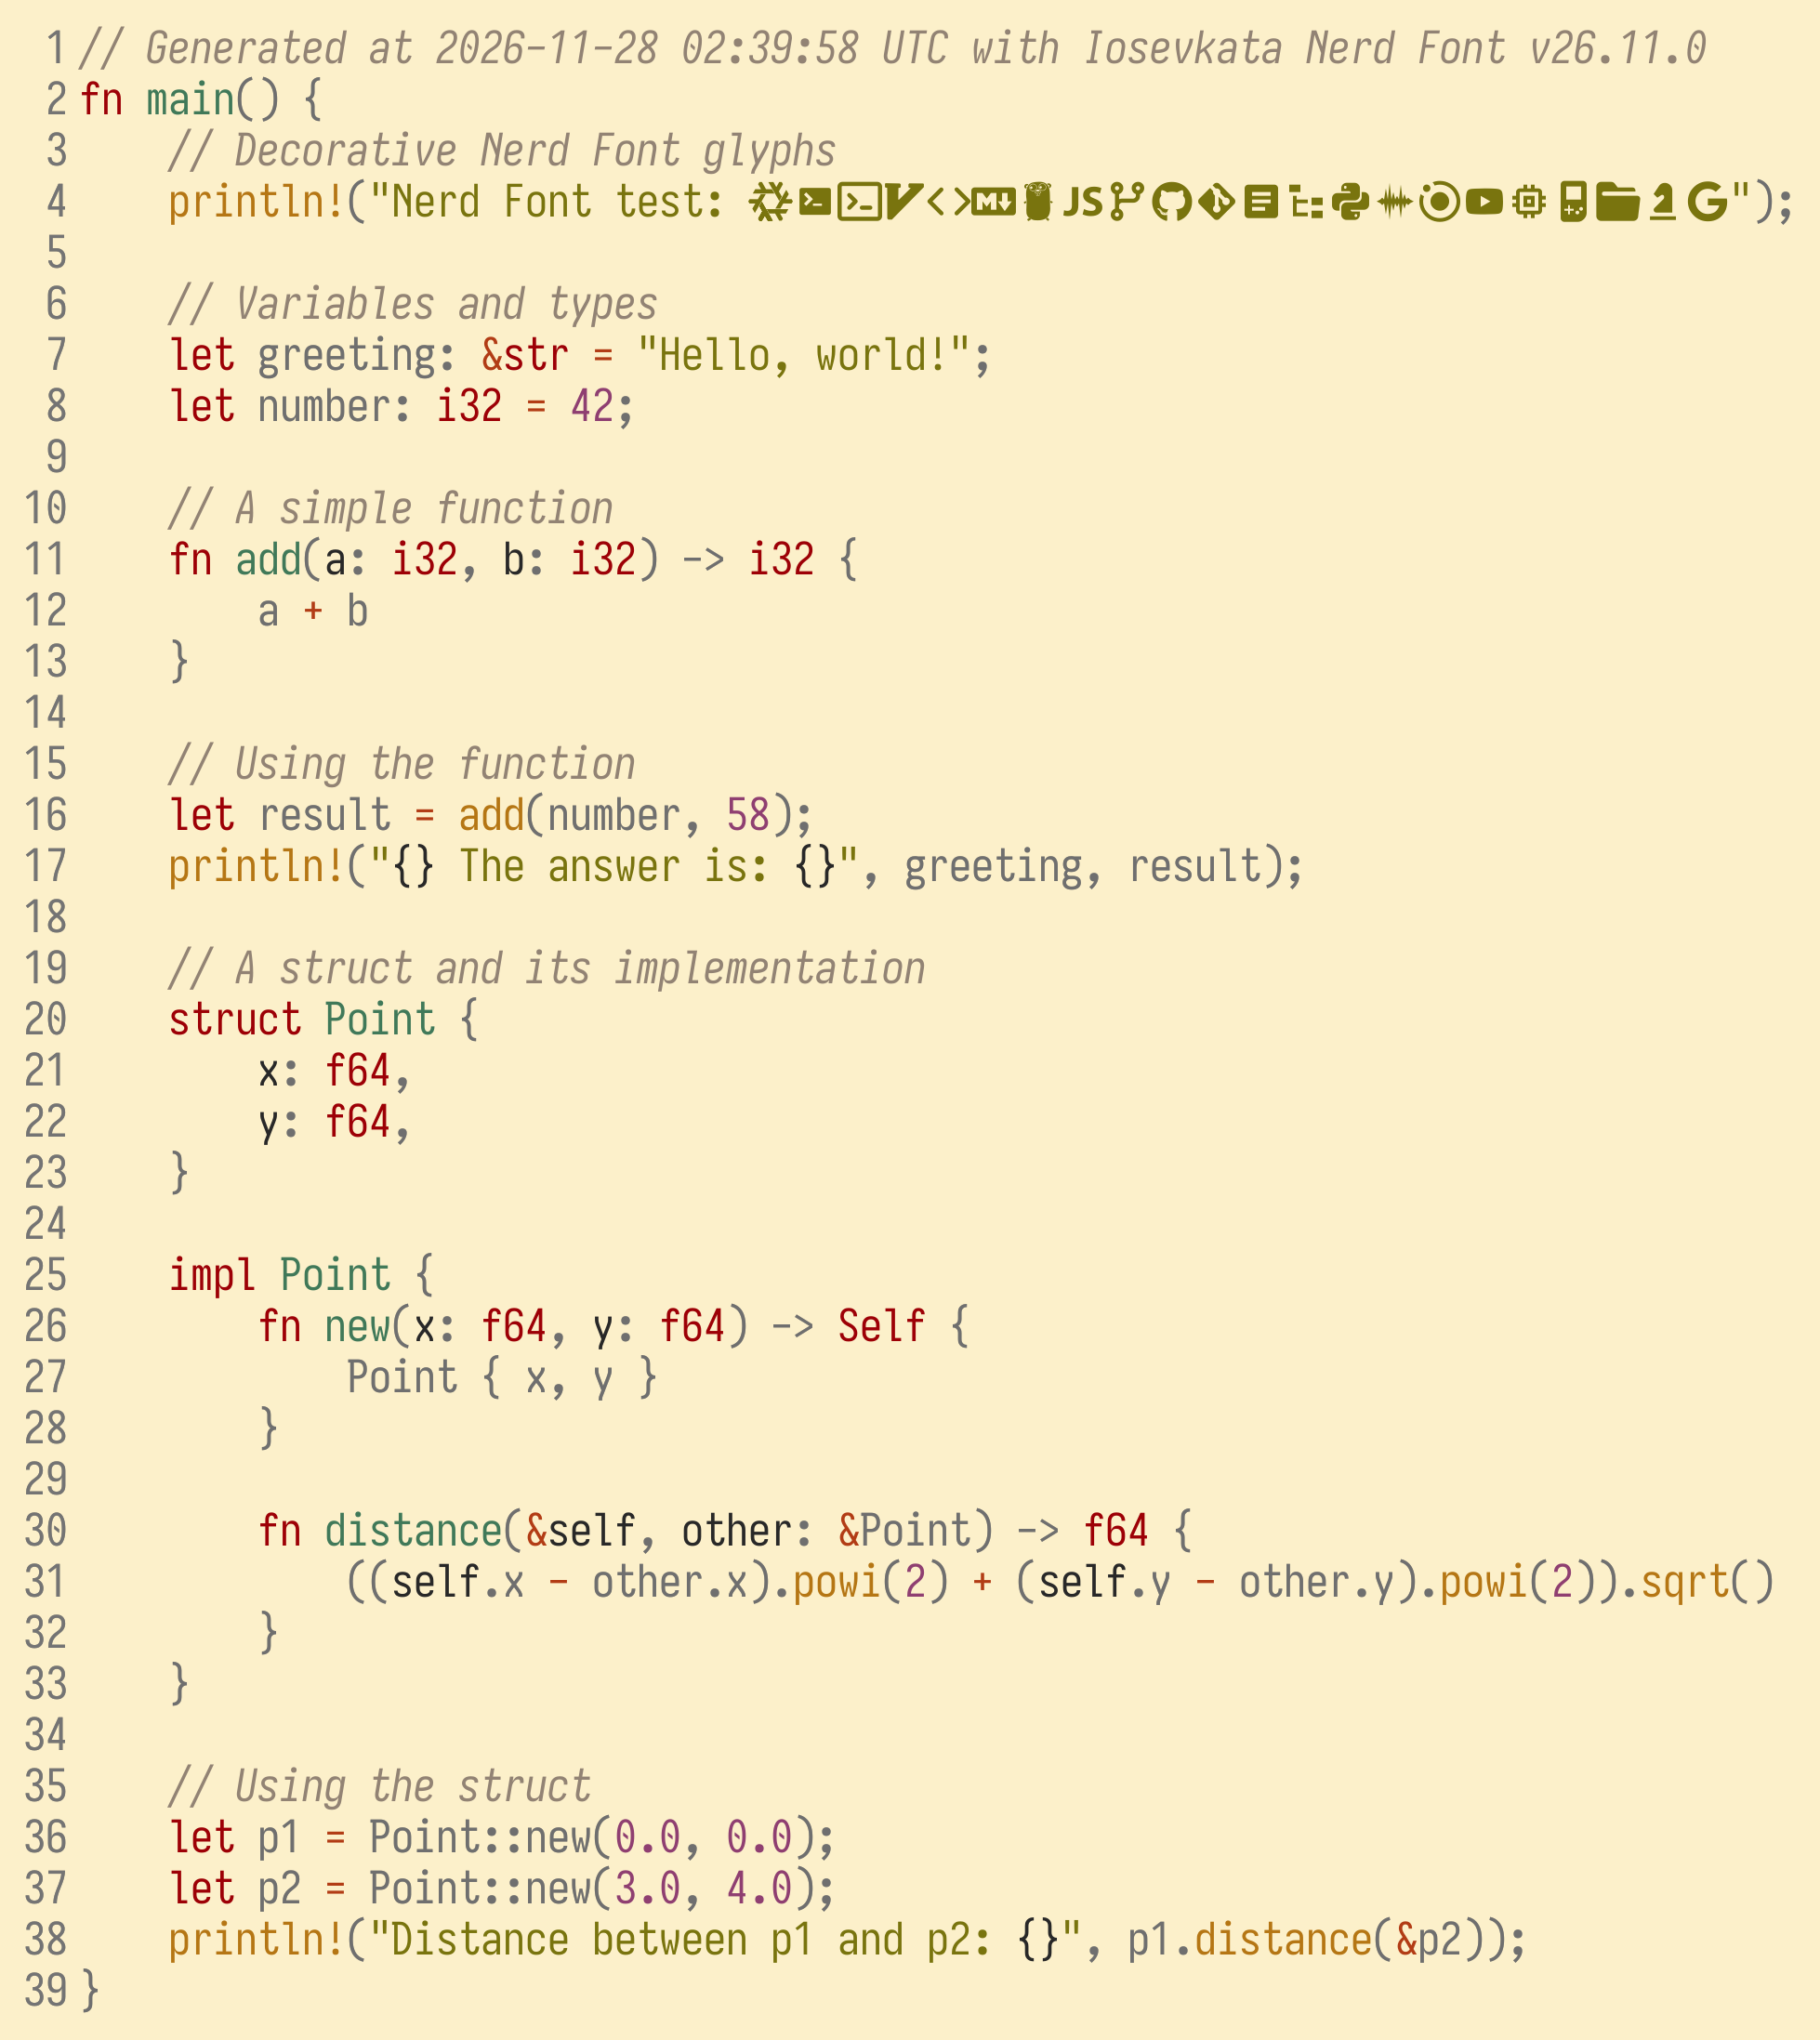 1 // Generated at 2026-11-28 02:39:58 UTC with Iosevkata Nerd Font v26.11.0
2 fn main() {
3     // Decorative Nerd Font glyphs
4     println!("Nerd Font test: ");
5
6     // Variables and types
7     let greeting: &str = "Hello, world!";
8     let number: i32 = 42;
9
10     // A simple function
11     fn add(a: i32, b: i32) -> i32 {
12         a + b
13     }
14
15     // Using the function
16     let result = add(number, 58);
17     println!("{} The answer is: {}", greeting, result);
18
19     // A struct and its implementation
20     struct Point {
21         x: f64,
22         y: f64,
23     }
24
25     impl Point {
26         fn new(x: f64, y: f64) -> Self {
27             Point { x, y }
28         }
29
30         fn distance(&self, other: &Point) -> f64 {
31             ((self.x - other.x).powi(2) + (self.y - other.y).powi(2)).sqrt()
32         }
33     }
34
35     // Using the struct
36     let p1 = Point::new(0.0, 0.0);
37     let p2 = Point::new(3.0, 4.0);
38     println!("Distance between p1 and p2: {}", p1.distance(&p2));
39 }